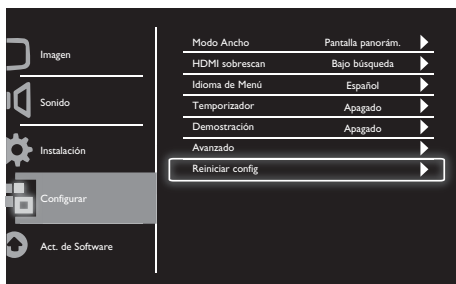 Imagen
Sonido
Instalación
Configurar
Act. de Software
Modo Ancho Pantalla panorám.
HDMI sobrescan Bajo búsqueda
Idioma de Menú Español
Temporizador Apagado
Demostración Apagado
Avanzado
Reiniciar config